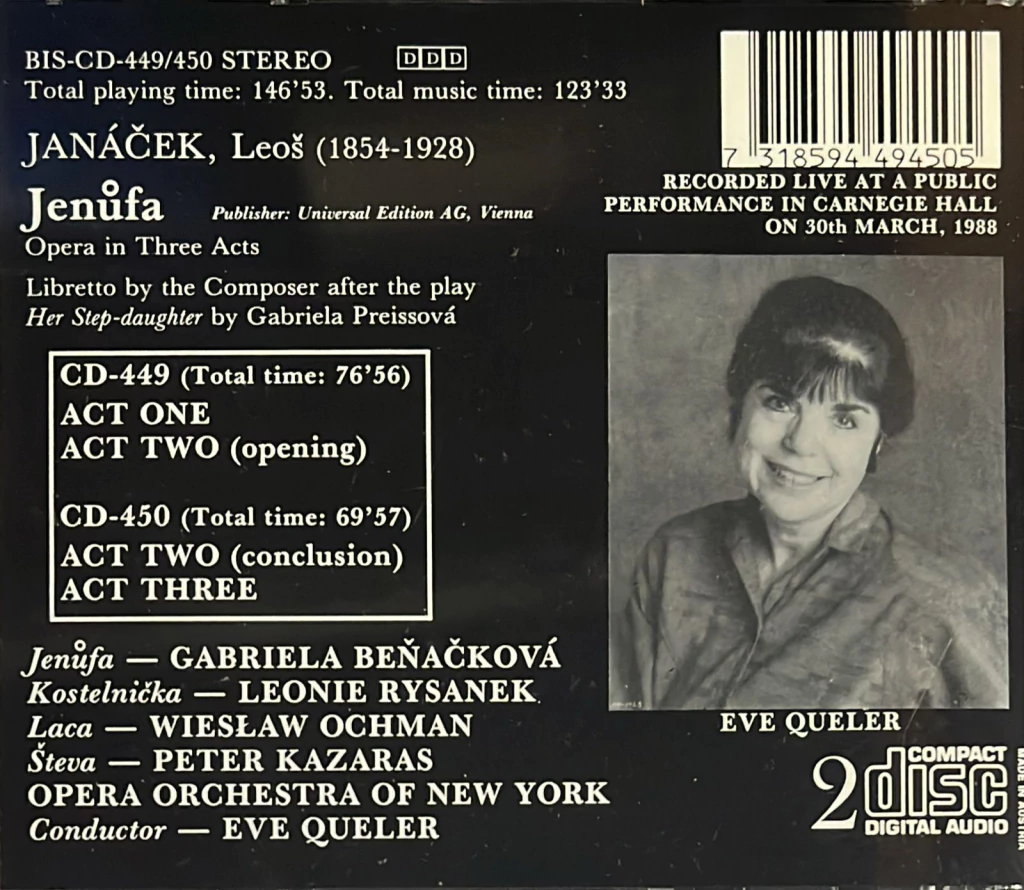 BIS-CD-449/450 STEREO DDD
Total playing time: 146'53. Total music time: 123'33
JANÁČEK, Leoš (1854-1928)
Jenůfa Publisher: Universal Edition AG, Vienna
Opera in Three Acts
Libretto by the Composer after the play
Her Step-daughter by Gabriela Preissová
CD-449 (Total time: 76'56)
ACT ONE
ACT TWO (opening)
CD-450 (Total time: 69'57)
ACT TWO (conclusion)
ACT THREE
Jenůfa — GABRIELA BEŇAČKOVÁ
Kostelnička — LEONIE RYSANEK
Laca — WIESŁAW OCHMAN
Števa — PETER KAZARAS
OPERA ORCHESTRA OF NEW YORK
Conductor — EVE QUELER
7 318594 494505
RECORDED LIVE AT A PUBLIC
PERFORMANCE IN CARNEGIE HALL
ON 30th MARCH, 1988
EVE QUELER
2 COMPACT
disc
DIGITAL AUDIO
MADE IN AUSTRIA